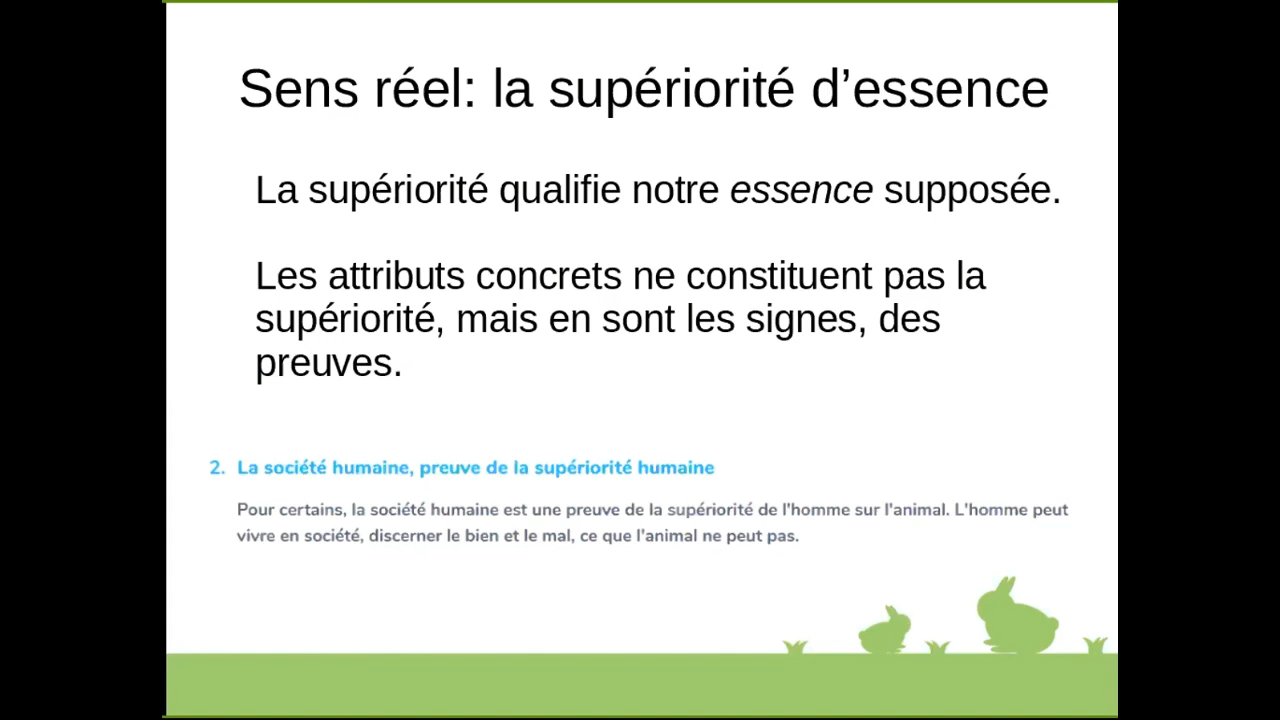 Sens réel: la supériorité d’essence
La supériorité qualifie notre essence supposée.
Les attributs concrets ne constituent pas la
supériorité, mais en sont les signes, des
preuves.
2. La société humaine, preuve de la supériorité humaine
Pour certains, la société humaine est une preuve de la supériorité de l'homme sur l'animal. L'homme peut
vivre en société, discerner le bien et le mal, ce que l'animal ne peut pas.